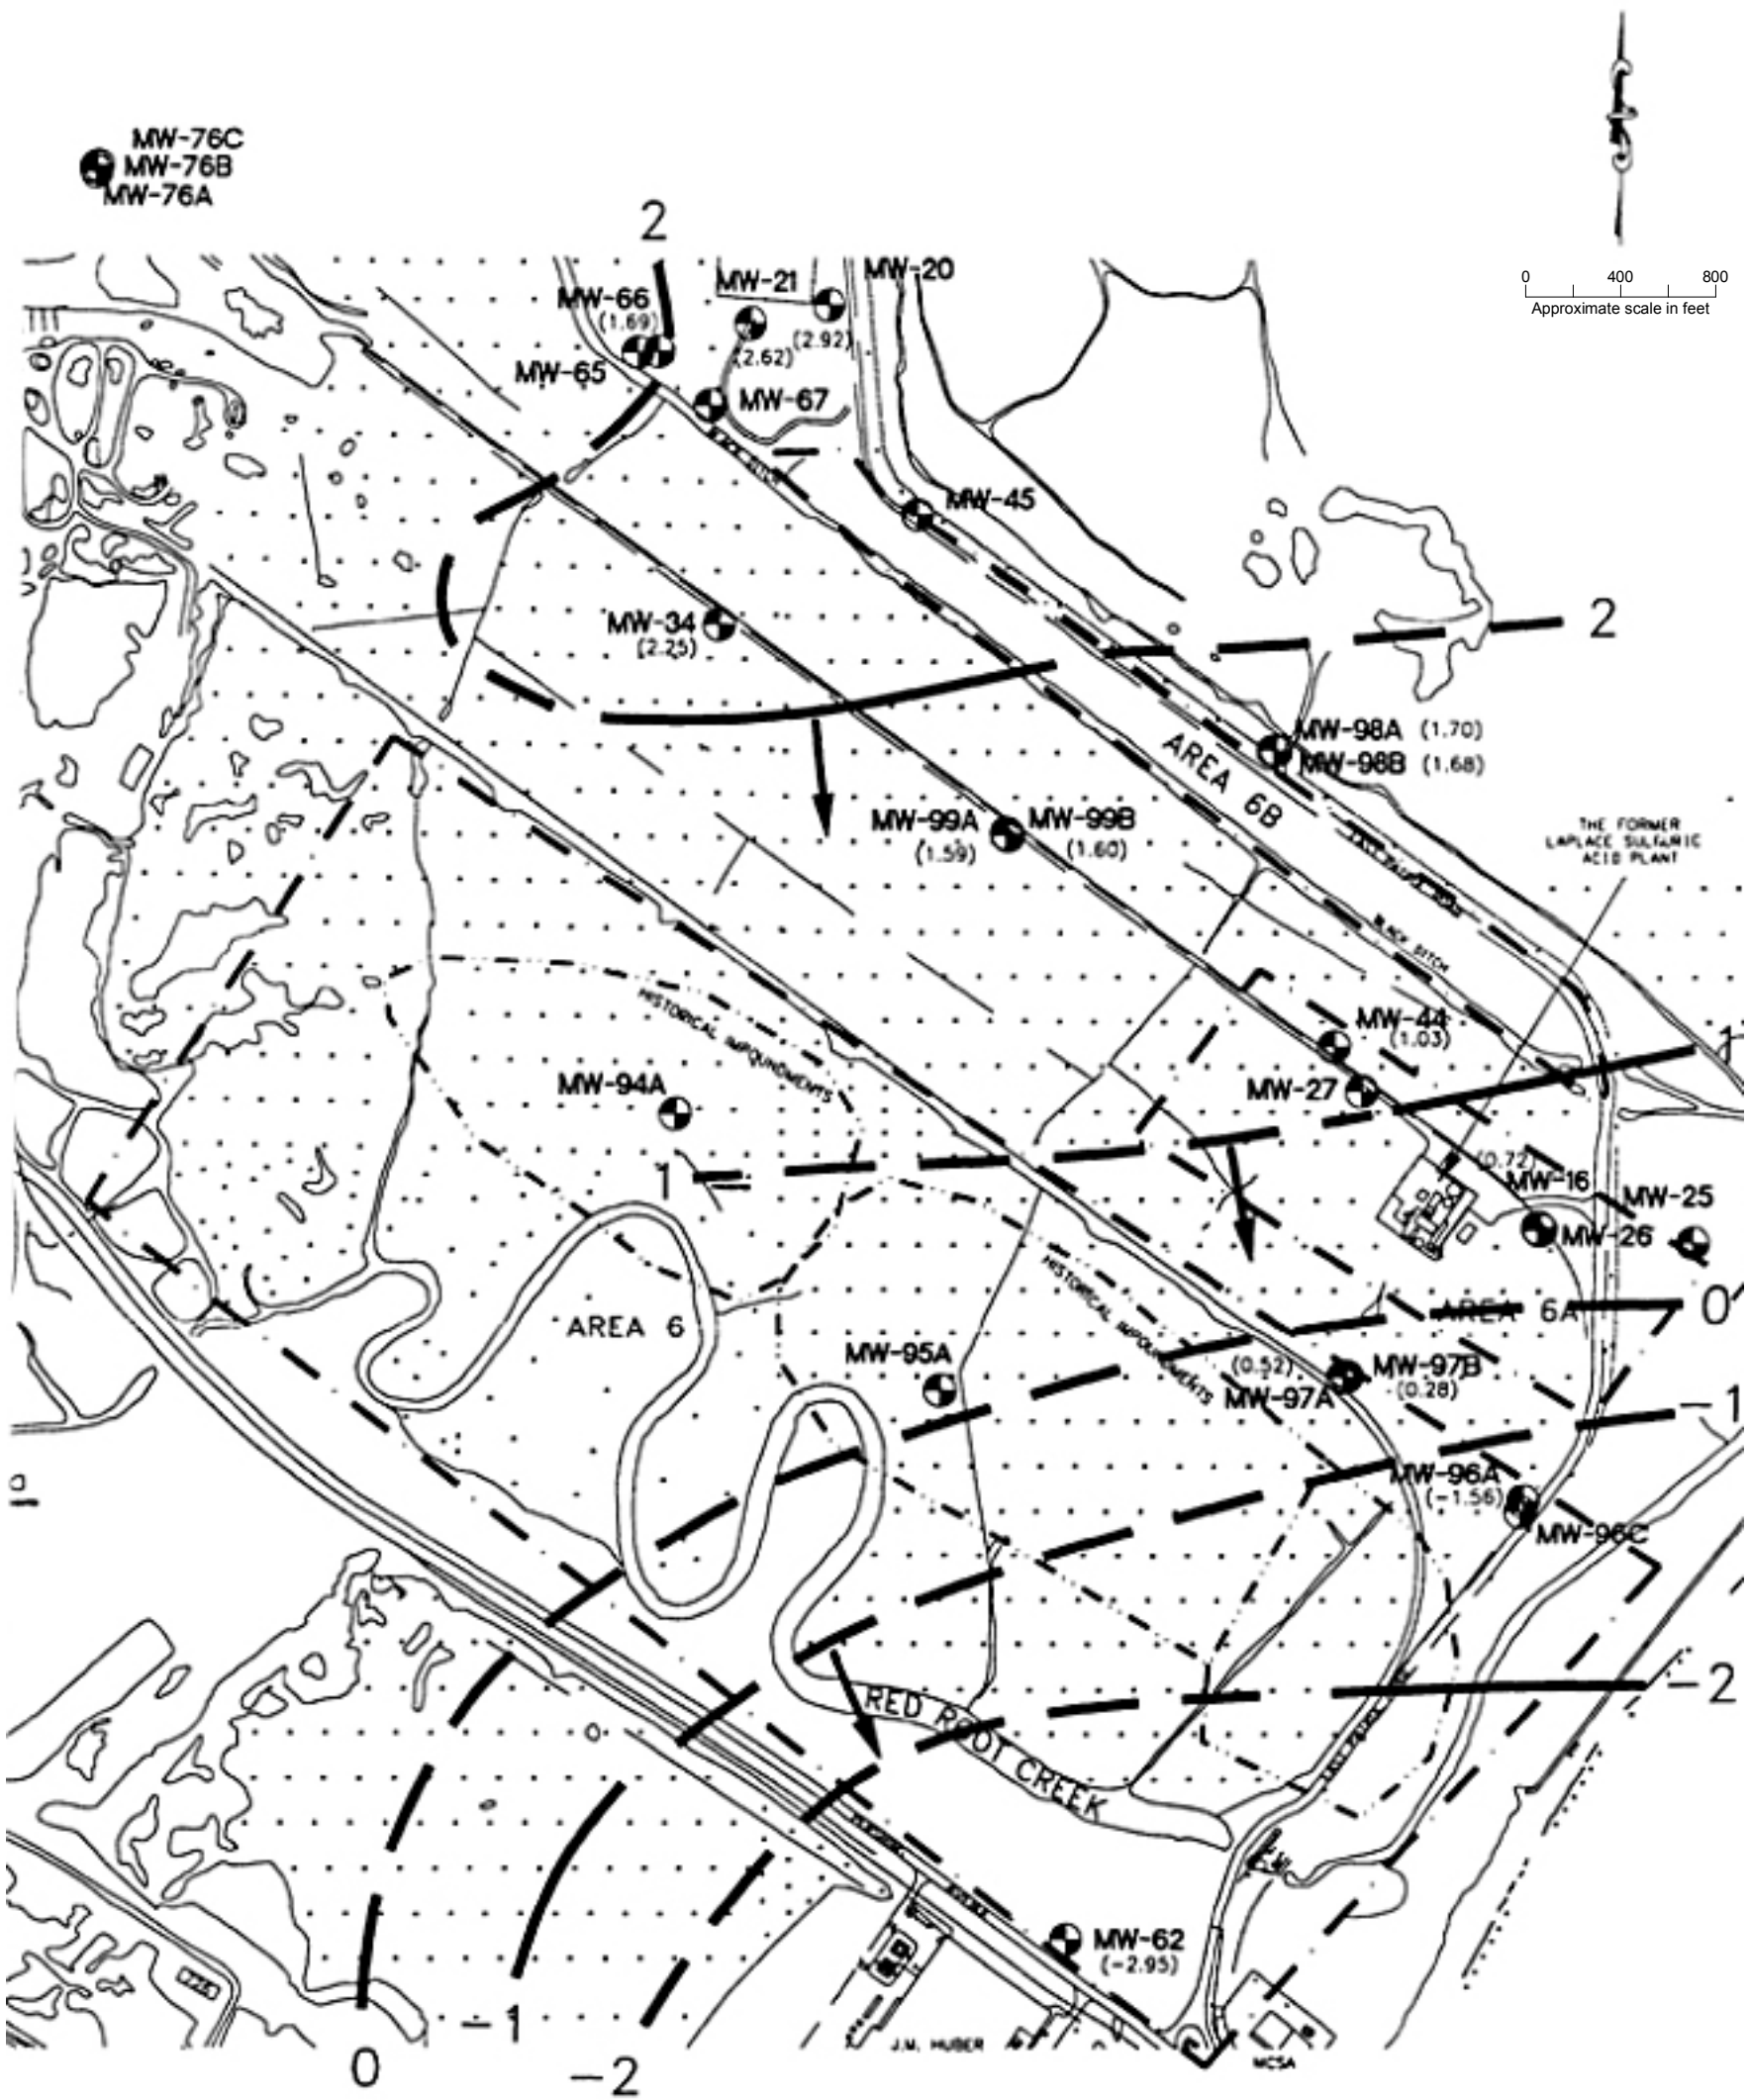 MW-76C
MW-76B
MW-76A
2
MW-66
(1.69)
MW-65
MW-21
(2.62)
MW-20
(2.92)
MW-67
0 400 800
Approximate scale in feet
MW-45
MW-34
(2.25)
2
MW-98A (1.70)
MW-98B (1.68)
AREA 6B
MW-99A
(1.59)
MW-99B
(1.60)
THE FORMER
LAPLACE SULFURIC
ACID PLANT
BLACK DITCH
HISTORICAL IMPOUNDMENTS
MW-44
(1.03)
1
MW-94A
MW-27
1
(0.72)
MW-16
MW-25
MW-26
HISTORICAL IMPOUNDMENTS
AREA 6
AREA 6A
0
MW-95A
(0.52)
MW-97A
MW-97B
(0.28)
-1
MW-96A
(-1.56)
MW-96C
RED ROOT CREEK
-2
MW-62
(-2.95)
J.M. HUBER
MCSA
0
-1
-2